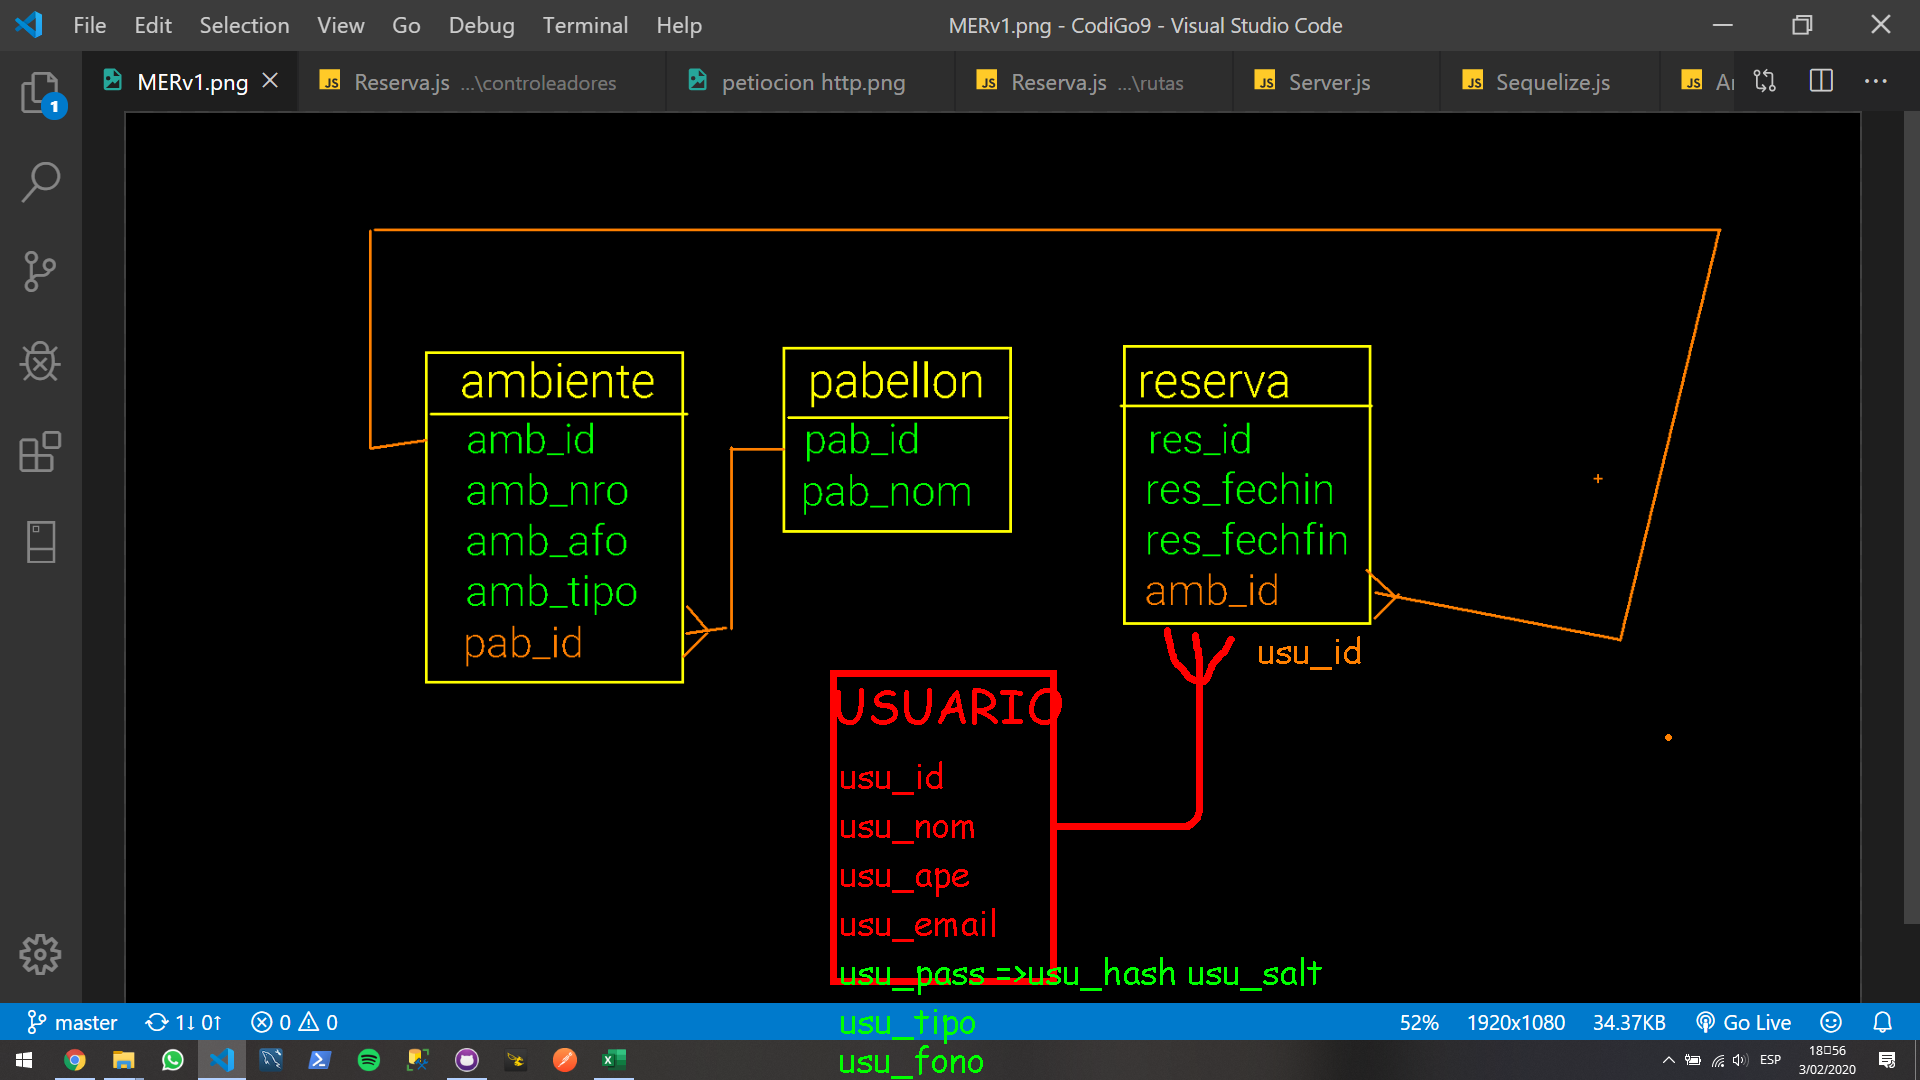 File Edit Selection View Go Debug Terminal Help
MERv1.png - CodiGo9 - Visual Studio Code
MERv1.png
Reserva.js ...\controleadores
petiocion http.png
Reserva.js ...\rutas
Server.js
Sequelize.js
1
ambiente
amb_id
amb_nro
amb_afo
amb_tipo
pab_id
pabellon
pab_id
pab_nom
reserva
res_id
res_fechin
res_fechfin
amb_id
usu_id
USUARIO
usu_id
usu_nom
usu_ape
usu_email
usu_pass =>usu_hash usu_salt
usu_tipo
usu_fono
master 1↓ 0↑ 0 0
52% 1920x1080 34.37KB Go Live
ESP
18▯56
3/02/2020